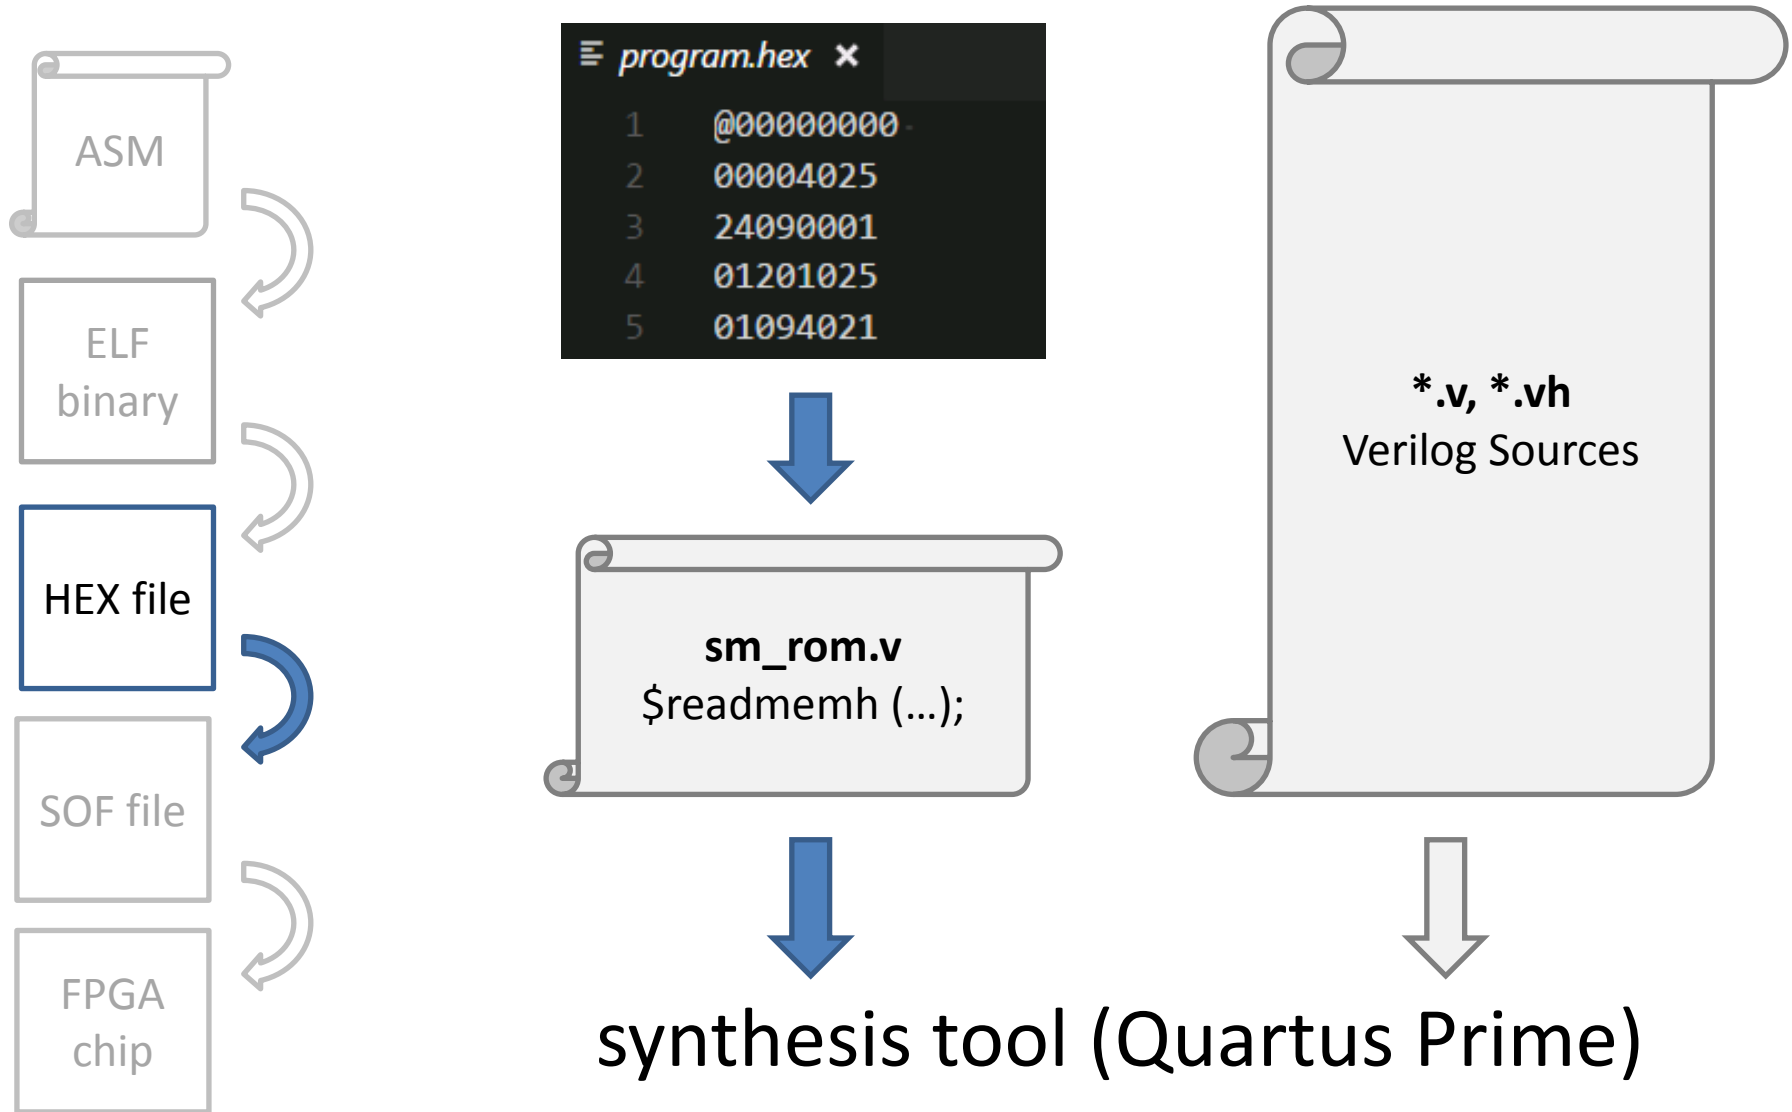 ASM
ELF
binary
HEX file
SOF file
FPGA
chip
program.hex
1 @00000000
2 00004025
3 24090001
4 01201025
5 01094021
sm_rom.v
$readmemh (…);
*.v, *.vh
Verilog Sources
synthesis tool (Quartus Prime)